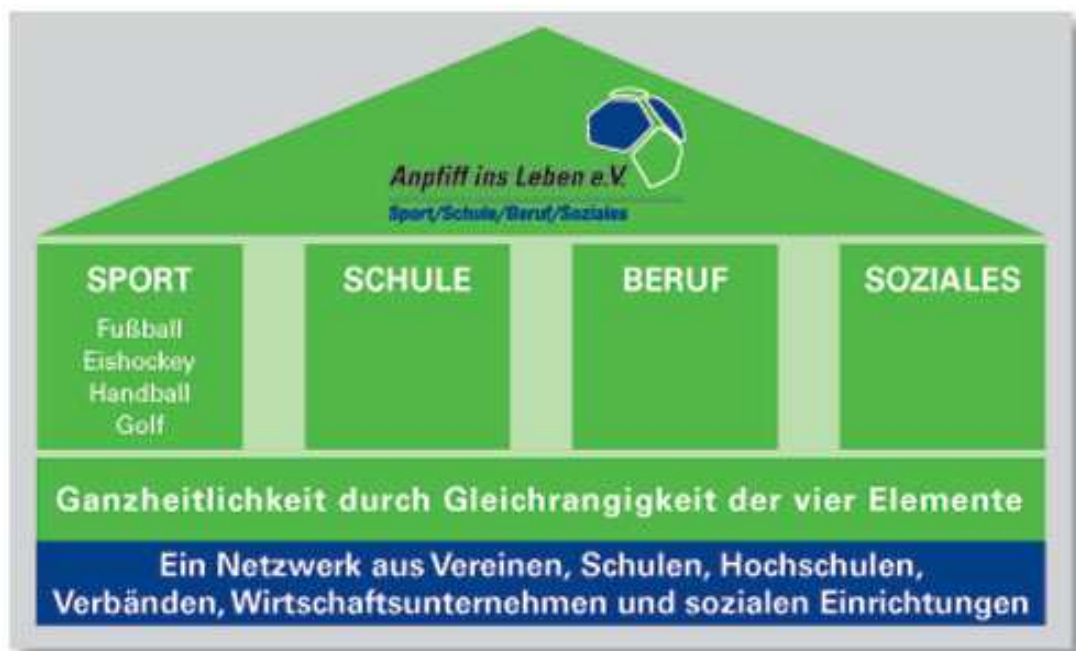 Anpfiff ins Leben e.V.
Sport/Schule/Beruf/Soziales
SPORT
Fußball
Eishockey
Handball
Golf
SCHULE
BERUF
SOZIALES
Ganzheitlichkeit durch Gleichrangigkeit der vier Elemente
Ein Netzwerk aus Vereinen, Schulen, Hochschulen,
Verbänden, Wirtschaftsunternehmen und sozialen Einrichtungen